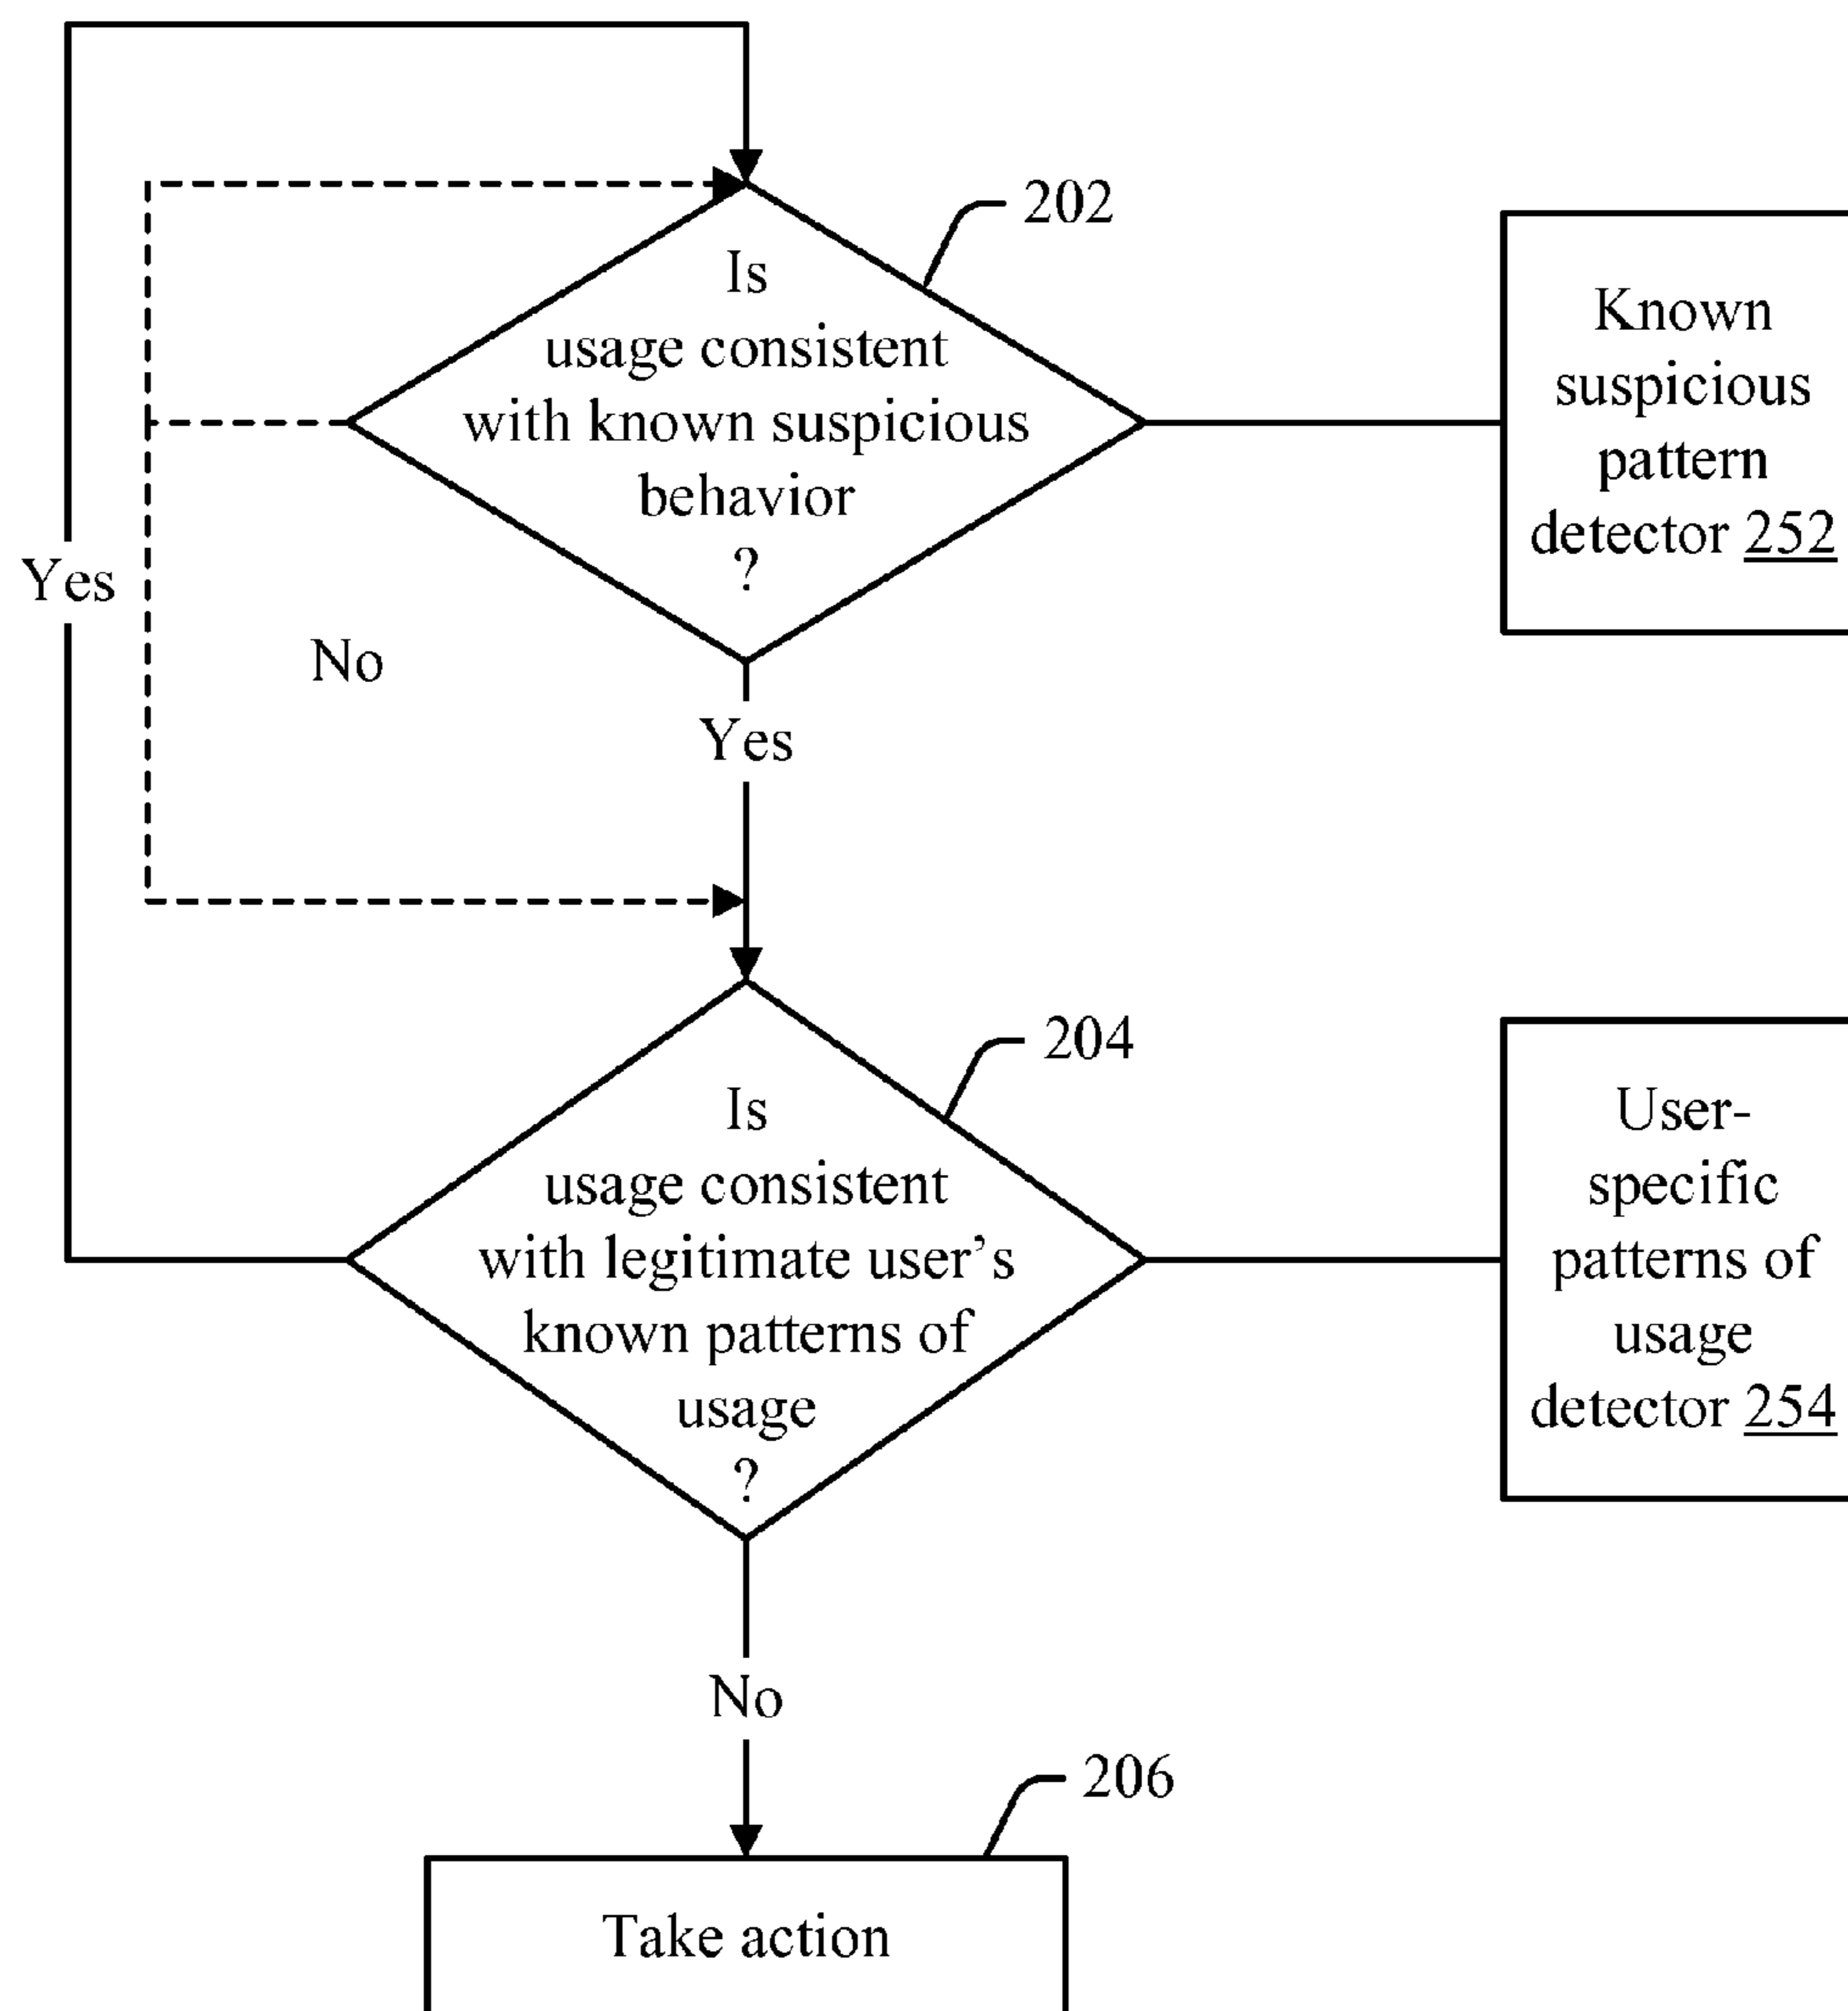 202
Is
usage consistent
with known suspicious
behavior
?
Known
suspicious
pattern
detector 252
Yes
No
Yes
204
Is
usage consistent
with legitimate user's
known patterns of
usage
?
User-
specific
patterns of
usage
detector 254
No
206
Take action